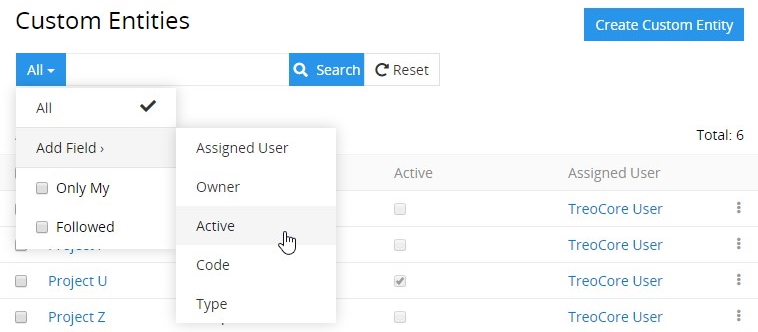 Custom Entities
Create Custom Entity
All
Search
Reset
All
Add Field ›
Only My
Followed
Assigned User
Owner
Active
Code
Type
Total: 6
Active
Assigned User
TreoCore User
TreoCore User
Project U
TreoCore User
Project Z
TreoCore User